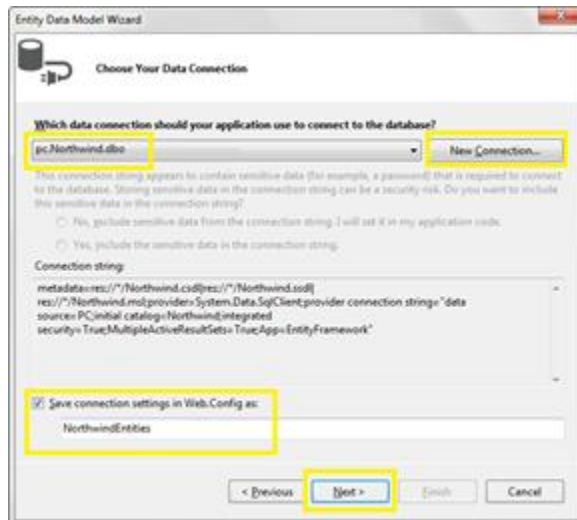 Entity Data Model Wizard
Choose Your Data Connection
Which data connection should your application use to connect to the database?
pc.Northwind.dbo
New Connection...
This connection string appears to contain sensitive data (for example, a password) that is required to connect
to the database. Storing sensitive data in the connection string can be a security risk. Do you want to include
this sensitive data in the connection string?
No, exclude sensitive data from the connection string. I will set it in my application code.
Yes, include the sensitive data in the connection string.
Connection string:
metadata=res://*/Northwind.csdl|res://*/Northwind.ssdl|
res://*/Northwind.msl;provider=System.Data.SqlClient;provider connection string="data
source=PC;initial catalog=Northwind;integrated
security=True;MultipleActiveResultSets=True;App=EntityFramework"
Save connection settings in Web.Config as:
NorthwindEntities
< Previous
Next >
Finish
Cancel